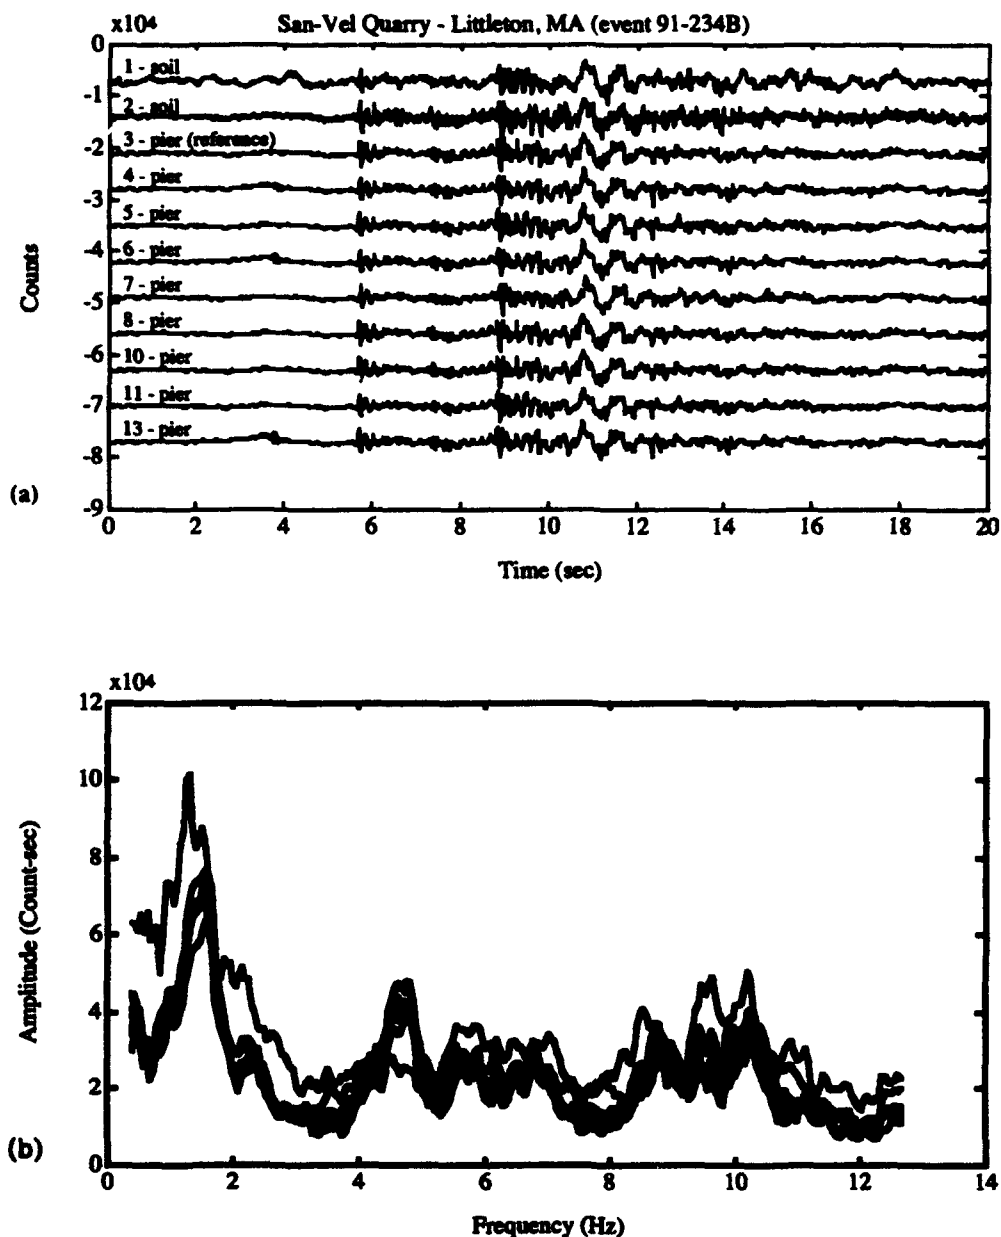 x10⁴
San-Vel Quarry - Littleton, MA (event 91-234B)
0
-1
-2
-3
-4
-5
-6
-7
-8
-9
1 - soil
2 - soil
3 - pier (reference)
4 - pier
5 - pier
6 - pier
7 - pier
8 - pier
10 - pier
11 - pier
13 - pier
Counts
(a)
0 2 4 6 8 10 12 14 16 18 20
Time (sec)
x10⁴
12
10
8
6
4
2
0
Amplitude (Count-sec)
(b)
0 2 4 6 8 10 12 14
Frequency (Hz)